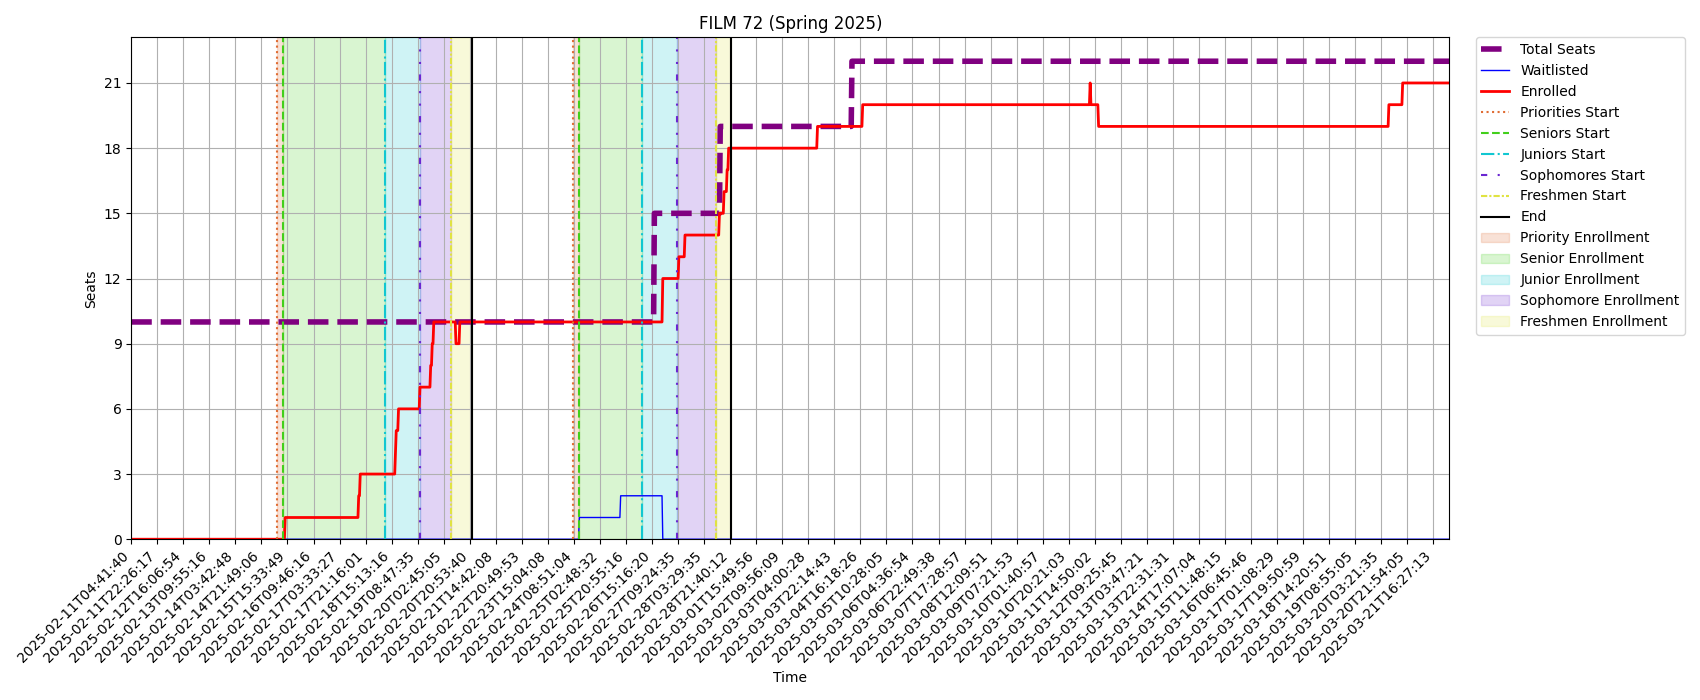 FILM 72 (Spring 2025)
Seats
21
18
15
12
9
6
3
0
Total Seats
Waitlisted
Enrolled
Priorities Start
Seniors Start
Juniors Start
Sophomores Start
Freshmen Start
End
Priority Enrollment
Senior Enrollment
Junior Enrollment
Sophomore Enrollment
Freshmen Enrollment
2025-02-11T04:41:40
2025-02-11T22:26:17
2025-02-12T16:06:54
2025-02-13T09:55:16
2025-02-14T03:42:48
2025-02-14T21:49:06
2025-02-15T15:33:49
2025-02-16T09:46:16
2025-02-17T03:33:27
2025-02-17T21:16:01
2025-02-18T15:13:16
2025-02-19T08:47:35
2025-02-20T02:45:05
2025-02-20T20:53:40
2025-02-21T14:42:08
2025-02-22T20:49:53
2025-02-23T15:04:08
2025-02-24T08:51:04
2025-02-25T02:48:32
2025-02-25T20:55:16
2025-02-26T15:16:20
2025-02-27T09:24:35
2025-02-28T03:29:35
2025-02-28T21:40:12
2025-03-01T15:49:56
2025-03-02T09:56:09
2025-03-03T04:00:28
2025-03-03T22:14:43
2025-03-04T16:18:26
2025-03-05T10:28:05
2025-03-06T04:36:54
2025-03-06T22:49:38
2025-03-07T17:28:57
2025-03-08T12:09:51
2025-03-09T07:21:53
2025-03-10T01:40:57
2025-03-10T20:21:03
2025-03-11T14:50:02
2025-03-12T09:25:45
2025-03-13T03:47:21
2025-03-13T22:31:31
2025-03-14T17:07:04
2025-03-15T11:48:15
2025-03-16T06:45:46
2025-03-17T01:08:29
2025-03-17T19:50:59
2025-03-18T14:20:51
2025-03-19T08:55:05
2025-03-20T03:21:35
2025-03-20T21:54:05
2025-03-21T16:27:13
Time